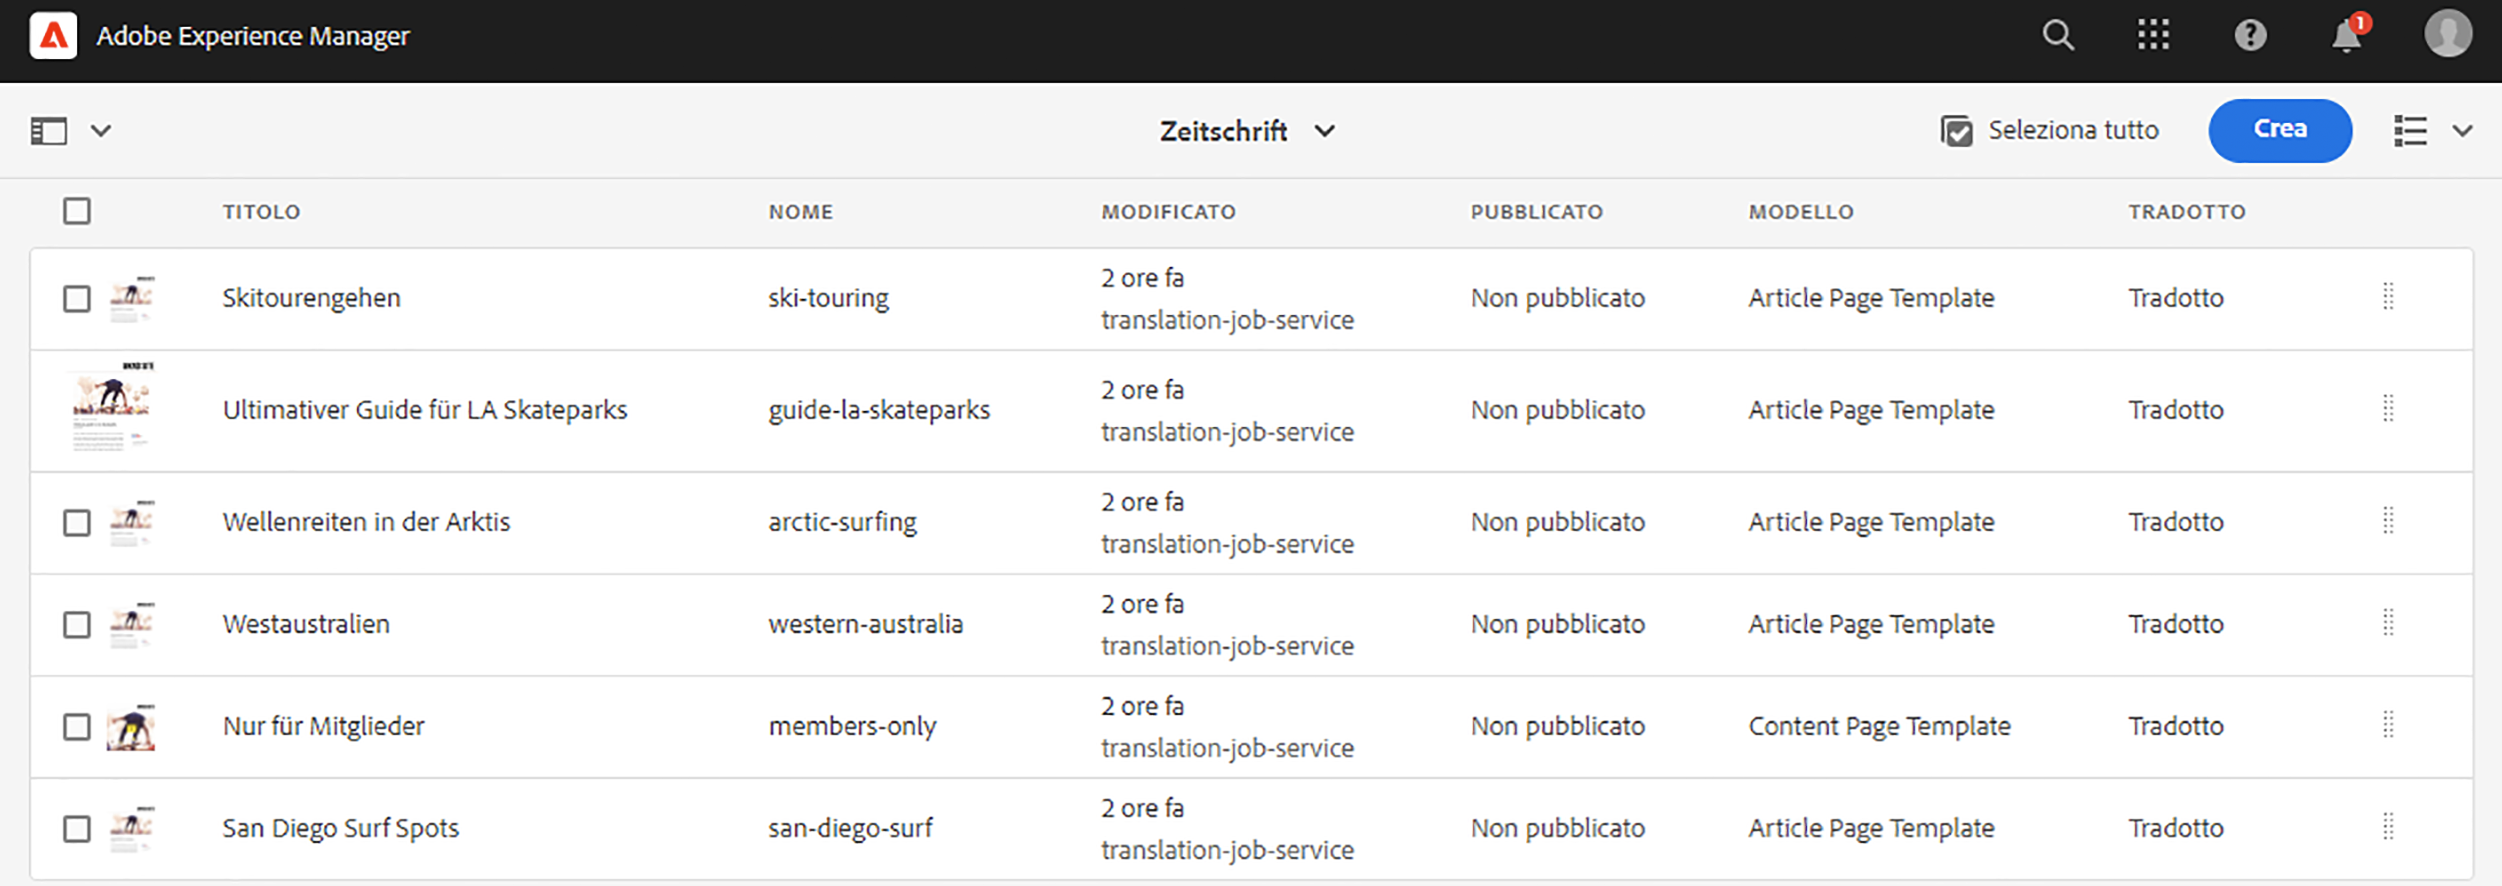 Adobe Experience Manager
1
Zeitschrift
Seleziona tutto
Crea
TITOLO NOME MODIFICATO PUBBLICATO MODELLO TRADOTTO
2 ore fa
Skitourengehen ski-touring Non pubblicato Article Page Template Tradotto
translation-job-service
2 ore fa
Ultimativer Guide für LA Skateparks guide-la-skateparks Non pubblicato Article Page Template Tradotto
translation-job-service
2 ore fa
Wellenreiten in der Arktis arctic-surfing Non pubblicato Article Page Template Tradotto
translation-job-service
2 ore fa
Westaustralien western-australia Non pubblicato Article Page Template Tradotto
translation-job-service
2 ore fa
Nur für Mitglieder members-only Non pubblicato Content Page Template Tradotto
translation-job-service
2 ore fa
San Diego Surf Spots san-diego-surf Non pubblicato Article Page Template Tradotto
translation-job-service